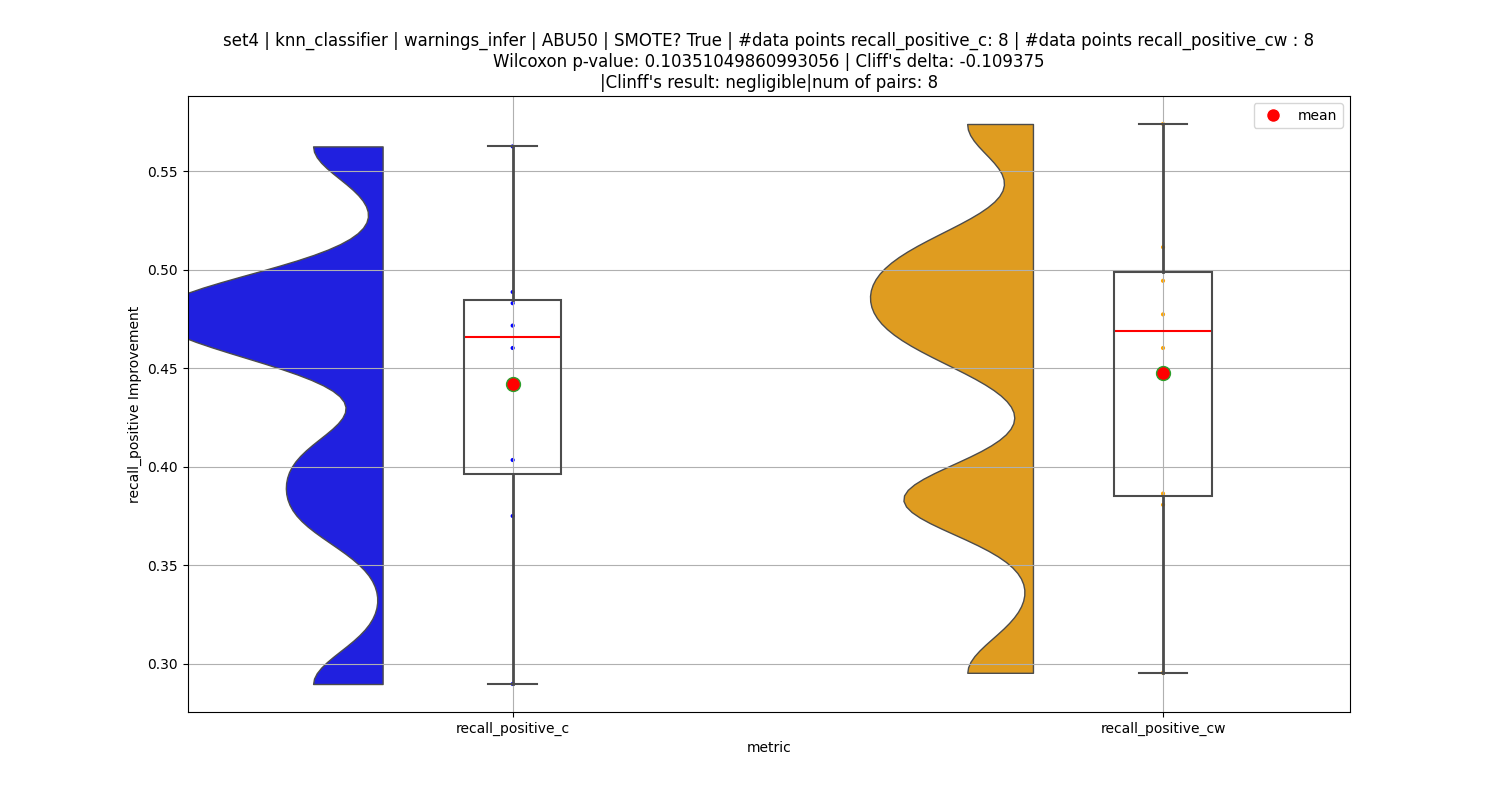 set4 | knn_classifier | warnings_infer | ABU50 | SMOTE? True | #data points recall_positive_c: 8 | #data points recall_positive_cw : 8
Wilcoxon p-value: 0.10351049860993056 | Cliff's delta: -0.109375
|Clinff's result: negligible|num of pairs: 8
mean
0.55
0.50
0.45
0.40
0.35
0.30
recall_positive Improvement
recall_positive_c
recall_positive_cw
metric